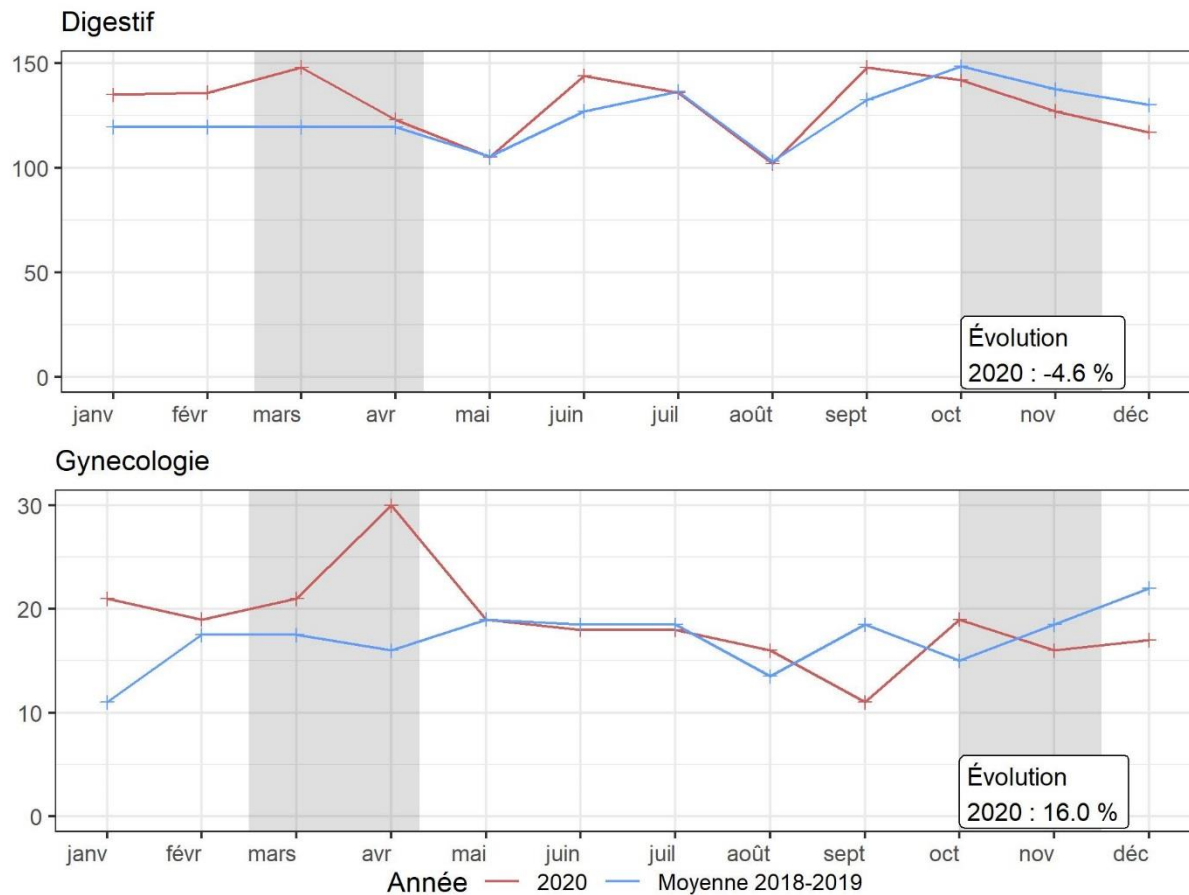 Digestif
150
100
50
0
Évolution
2020 : -4.6 %
janv févr mars avr mai juin juil août sept oct nov déc
Gynecologie
30
20
10
0
Évolution
2020 : 16.0 %
janv févr mars avr mai juin juil août sept oct nov déc
Année 2020 Moyenne 2018-2019